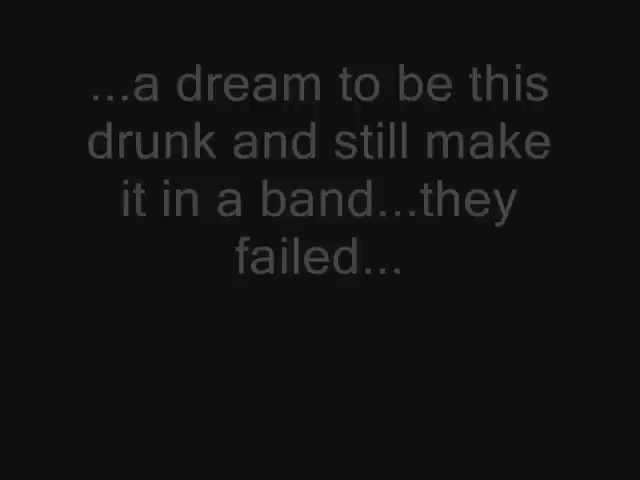 ...a dream to be this
drunk and still make
it in a band...they
failed...